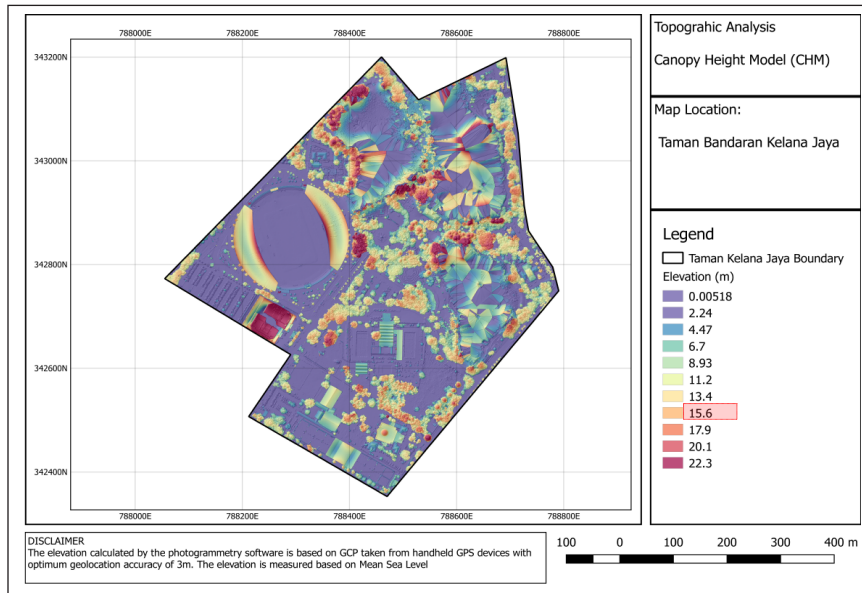 Topograhic Analysis
Canopy Height Model (CHM)
Map Location:
Taman Bandaran Kelana Jaya
Legend
Taman Kelana Jaya Boundary
Elevation (m)
0.00518
2.24
4.47
6.7
8.93
11.2
13.4
15.6
17.9
20.1
22.3
788000E 788200E 788400E 788600E 788800E
343200N
343000N
342800N
342600N
342400N
788000E 788200E 788400E 788600E 788800E
DISCLAIMER
The elevation calculated by the photogrammetry software is based on GCP taken from handheld GPS devices with
optimum geolocation accuracy of 3m. The elevation is measured based on Mean Sea Level
100 0 100 200 300 400 m